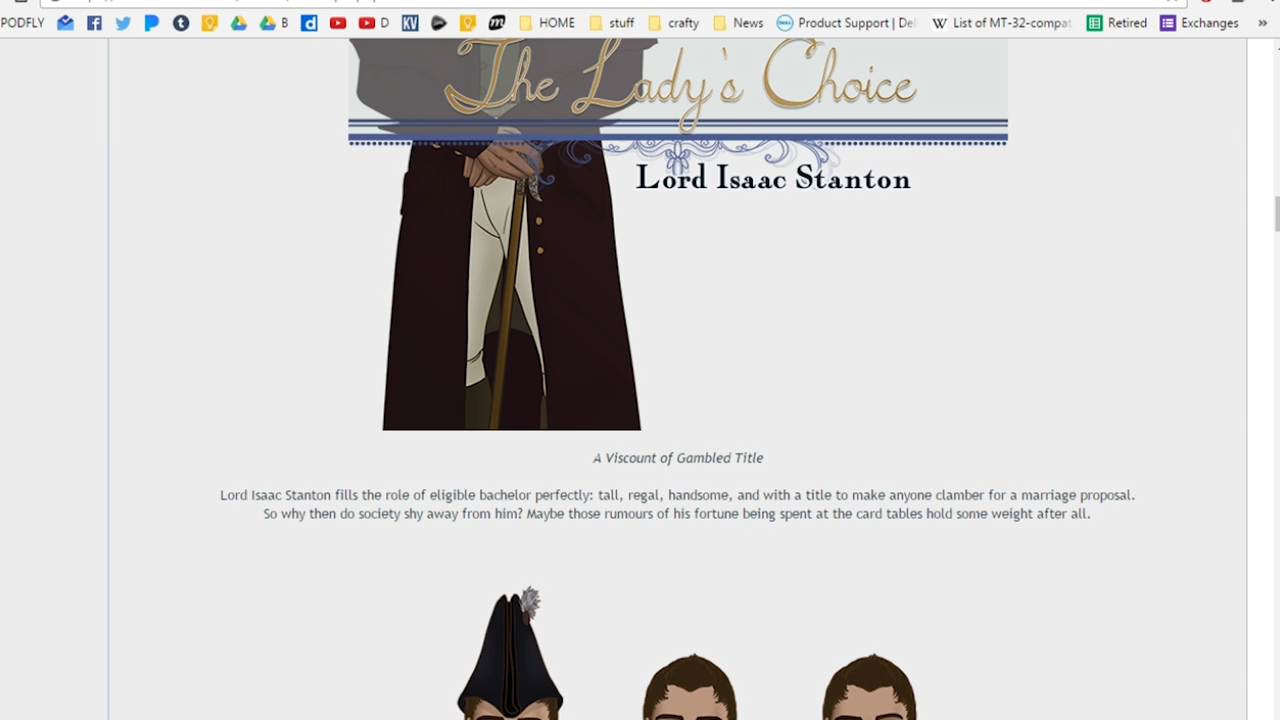 PODFLY B D KV HOME stuff crafty News Product Support | Del List of MT-32-compat Retired Exchanges »
The Lady's Choice
Lord Isaac Stanton
A Viscount of Gambled Title
Lord Isaac Stanton fills the role of eligible bachelor perfectly: tall, regal, handsome, and with a title to make anyone clamber for a marriage proposal.
So why then do society shy away from him? Maybe those rumours of his fortune being spent at the card tables hold some weight after all.